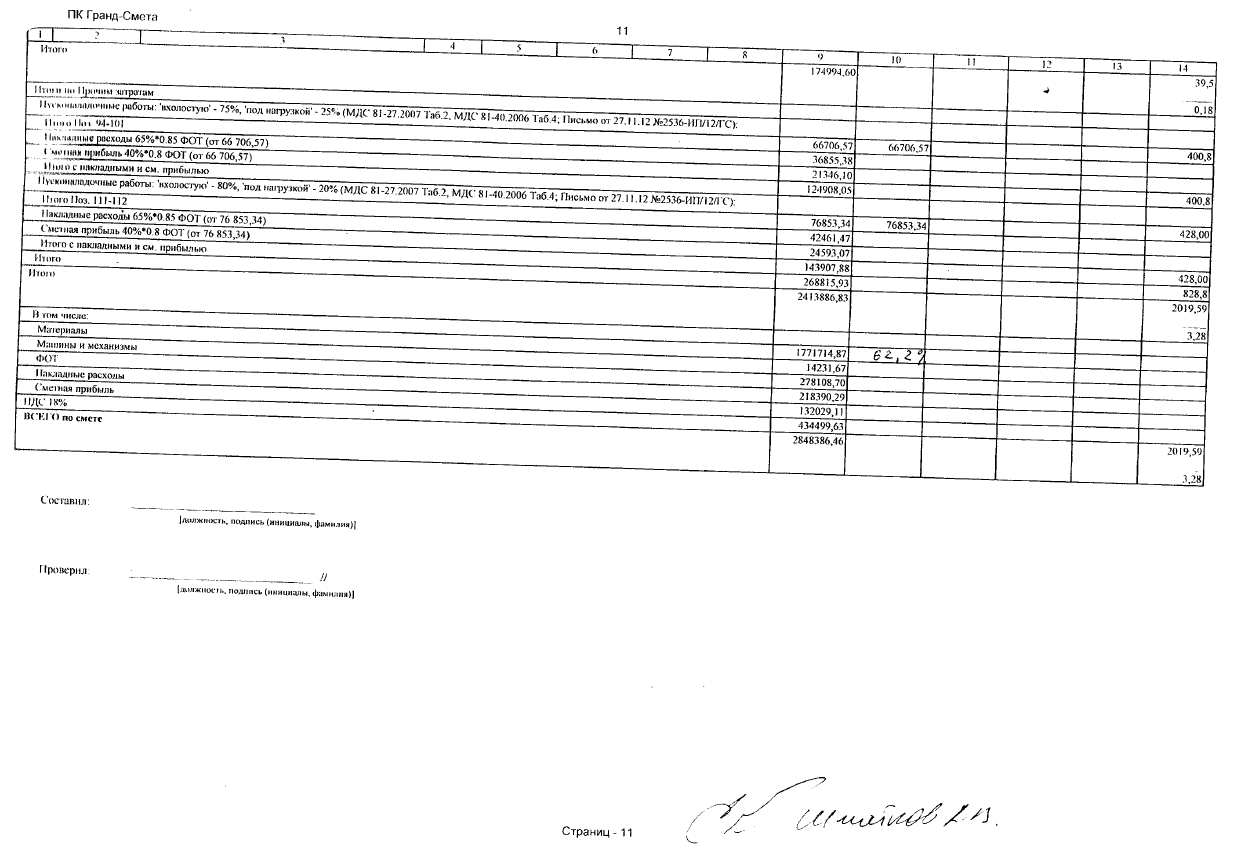 ПК Гранд-Смета
11
1 2 3 4 5 6 7 8 9 10 11 12 13 14
Итого 174994,60 39,5
0,18
Итоги по Прочим затратам
Пусконаладочные работы: 'вхолостую' - 75%, 'под нагрузкой' - 25% (МДС 81-27.2007 Таб.2, МДС 81-40.2006 Таб.4; Письмо от 27.11.12 №2536-ИП/12/ГС):
Итого Поз. 94-101 66706,57 66706,57 400,8
Накладные расходы 65%*0.85 ФОТ (от 66 706,57) 36855,38
Сметная прибыль 40%*0.8 ФОТ (от 66 706,57) 21346,10
Итого с накладными и см. прибылью 124908,05 400,8
Пусконаладочные работы: 'вхолостую' - 80%, 'под нагрузкой' - 20% (МДС 81-27.2007 Таб.2, МДС 81-40.2006 Таб.4; Письмо от 27.11.12 №2536-ИП/12/ГС):
Итого Поз. 111-112 76853,34 76853,34 428,00
Накладные расходы 65%*0.85 ФОТ (от 76 853,34) 42461,47
Сметная прибыль 40%*0.8 ФОТ (от 76 853,34) 24593,07
Итого с накладными и см. прибылью 143907,88 428,00
Итого 268815,93 828,8
Итого 2413886,83 2019,59
3,28
В том числе:
Материалы 1771714,87 62,2%
Машины и механизмы 14231,67
ФОТ 278108,70
Накладные расходы 218390,29
Сметная прибыль 132029,11
НДС 18% 434499,63
ВСЕГО по смете 2848386,46 2019,59
3,28
Составил:
[должность, подпись (инициалы, фамилия)]
Проверил: //
[должность, подпись (инициалы, фамилия)]
Страниц - 11